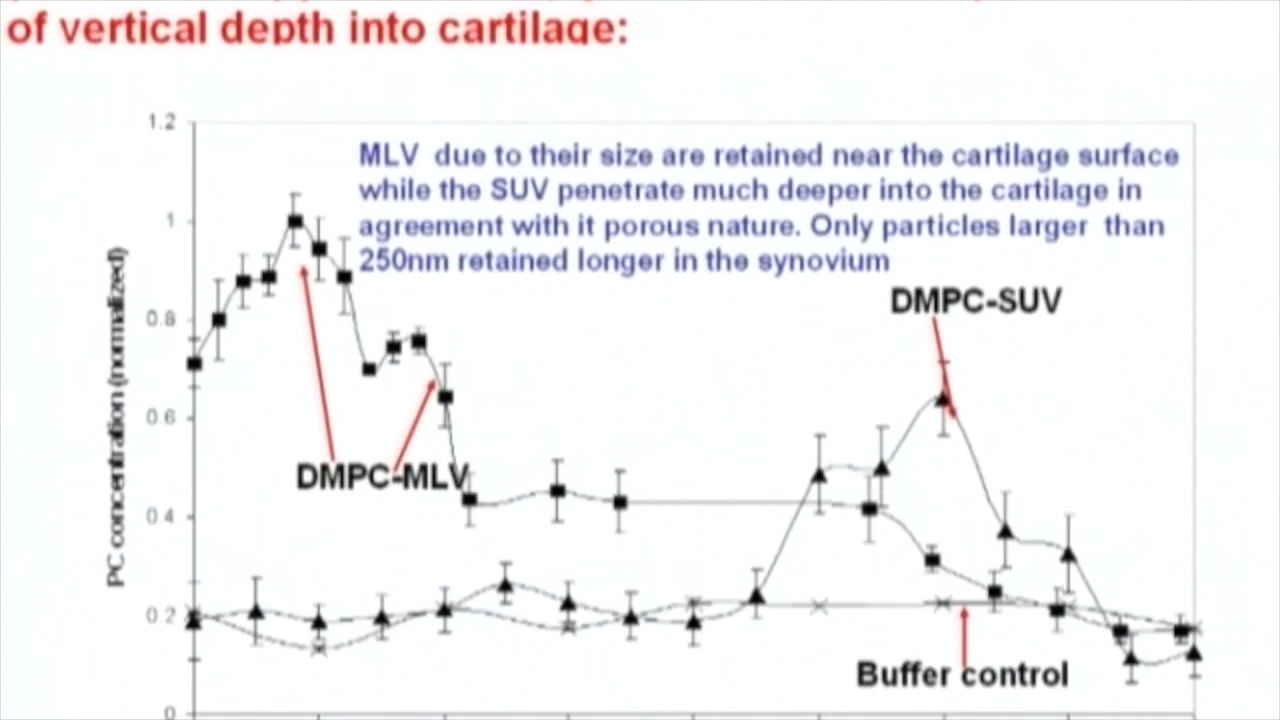 of vertical depth into cartilage:
1.2
MLV due to their size are retained near the cartilage surface
while the SUV penetrate much deeper into the cartilage in
agreement with it porous nature. Only particles larger than
250nm retained longer in the synovium
1
DMPC-SUV
0.8
PC concentration (normalized)
0.6
DMPC-MLV
0.4
0.2
Buffer control
0